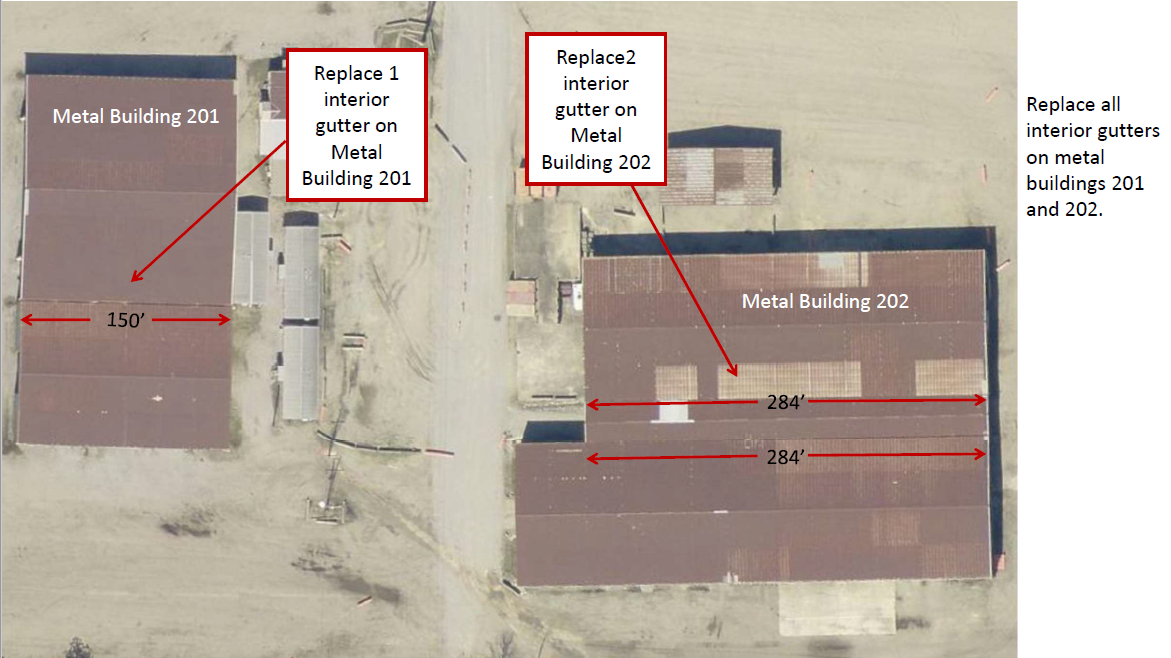 Metal Building 201
Replace 1
interior
gutter on
Metal
Building 201
Replace2
interior
gutter on
Metal
Building 202
Replace all
interior gutters
on metal
buildings 201
and 202.
Metal Building 202
150’
284’
284’